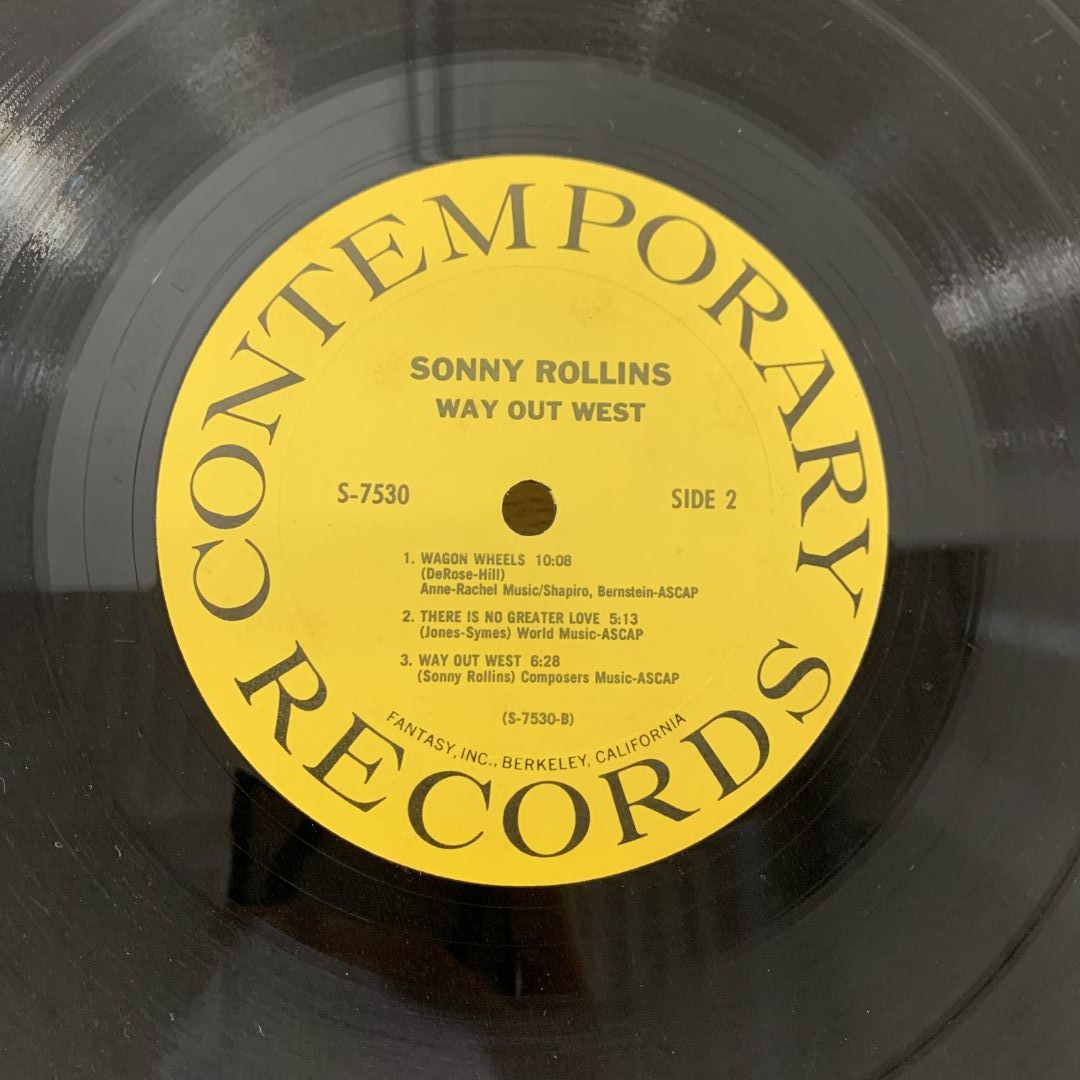 CONTEMPORARY
SONNY ROLLINS
WAY OUT WEST
S-7530
SIDE 2
1. WAGON WHEELS 10:08
(DeRose-Hill)
Anne-Rachel Music/Shapiro, Bernstein-ASCAP
2. THERE IS NO GREATER LOVE 5:13
(Jones-Symes) World Music-ASCAP
3. WAY OUT WEST 6:28
(Sonny Rollins) Composers Music-ASCAP
(S-7530-B)
FANTASY, INC., BERKELEY, CALIFORNIA
RECORDS